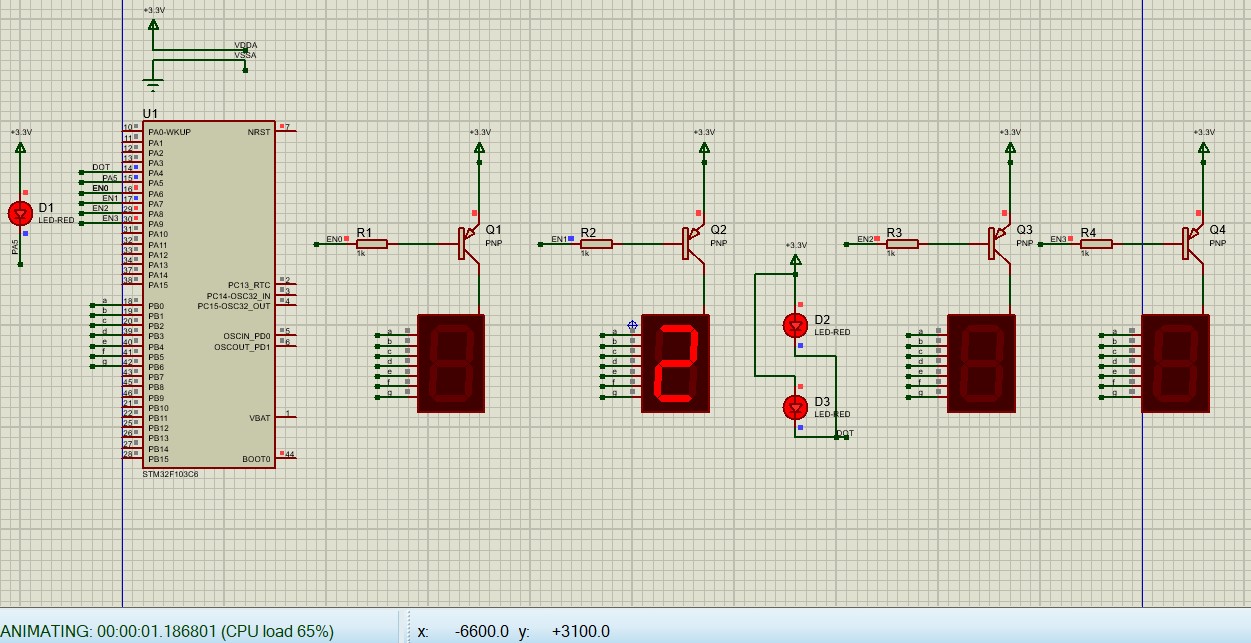 +3.3V
VDDA
VSSA
U1
10 PA0-WKUP NRST 7
11 PA1
12 PA2
13 PA3
DOT 14 PA4
PA5 15 PA5
EN0 16 PA6
EN1 17 PA7
EN2 29 PA8
EN3 30 PA9
31 PA10
32 PA11
33 PA12
34 PA13
37 PA14
38 PA15
PC13_RTC 2
PC14-OSC32_IN 3
PC15-OSC32_OUT 4
a 18 PB0
b 19 PB1
c 20 PB2
d 39 PB3 OSCIN_PD0 5
e 40 PB4 OSCOUT_PD1 6
f 41 PB5
g 42 PB6
43 PB7
45 PB8
46 PB9
21 PB10
22 PB11 VBAT 1
25 PB12
26 PB13
27 PB14
28 PB15 BOOT0 44
STM32F103C6
+3.3V
D1
LED-RED
PA5
+3.3V
Q1
PNP
EN0 R1
1k
a
b
c
d
e
f
g
+3.3V
Q2
PNP
EN1 R2
1k
a
b
c
d
e
f
g
2
+3.3V
D2
LED-RED
D3
LED-RED
DOT
+3.3V
Q3
PNP
EN2 R3
1k
a
b
c
d
e
f
g
+3.3V
Q4
PNP
EN3 R4
1k
a
b
c
d
e
f
g
ANIMATING: 00:00:01.186801 (CPU load 65%) x: -6600.0 y: +3100.0